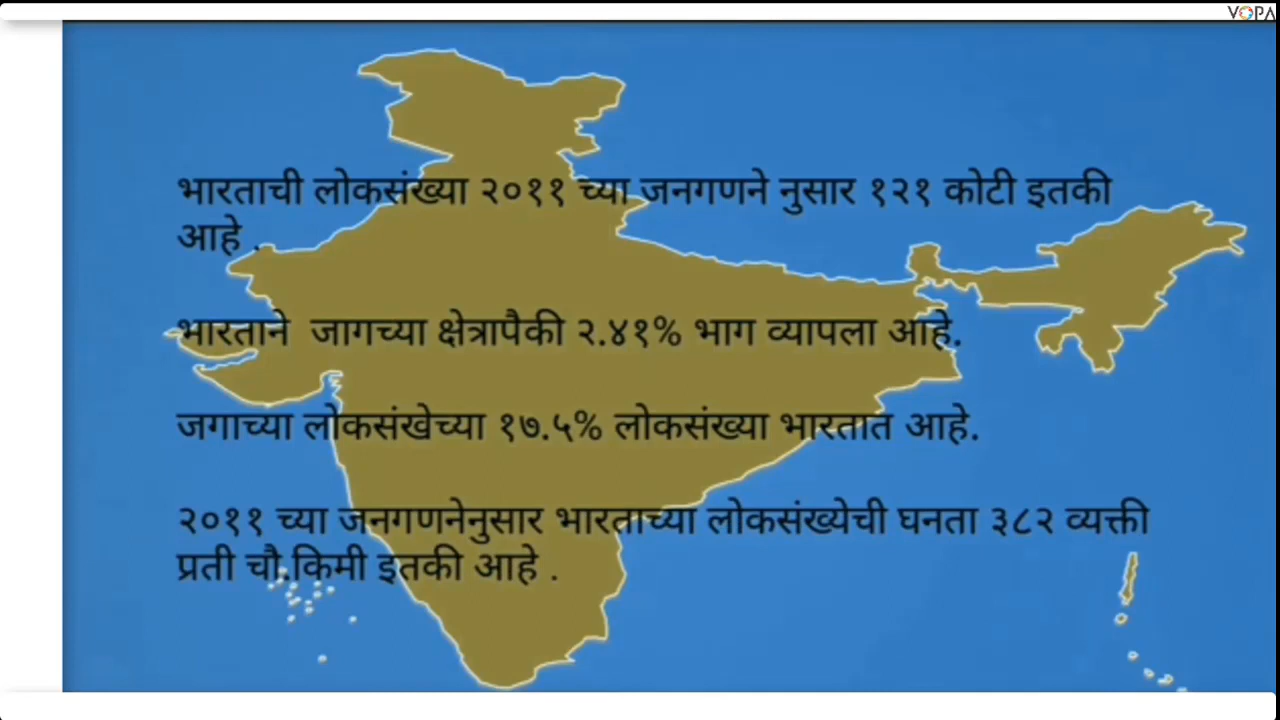 VOPA
भारताची लोकसंख्या २०११ च्या जनगणने नुसार १२१ कोटी इतकी
आहे .
भारताने जागच्या क्षेत्रापैकी २.४१% भाग व्यापला आहे.
जगाच्या लोकसंखेच्या १७.५% लोकसंख्या भारतात आहे.
२०११ च्या जनगणनेनुसार भारताच्या लोकसंख्येची घनता ३८२ व्यक्ती
प्रती चौ.किमी इतकी आहे .